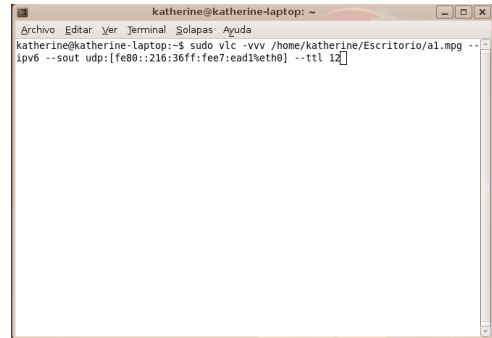 katherine@katherine-laptop: ~
Archivo Editar Ver Terminal Solapas Ayuda
katherine@katherine-laptop:~$ sudo vlc -vvv /home/katherine/Escritorio/a1.mpg --
ipv6 --sout udp:[fe80::216:36ff:fee7:ead1%eth0] --ttl 12